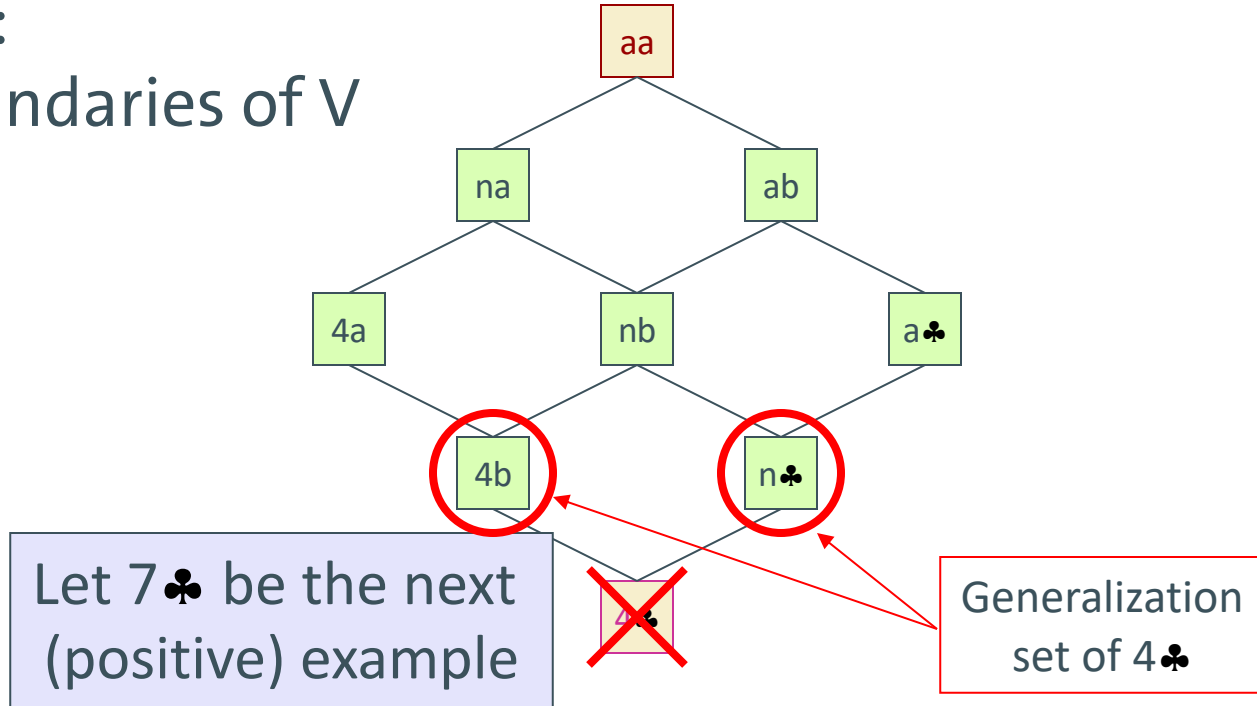 :
ndaries of V
aa
na
ab
4a
nb
a♣
4b
n♣
4♣
Let 7♣ be the next
(positive) example
Generalization
set of 4♣